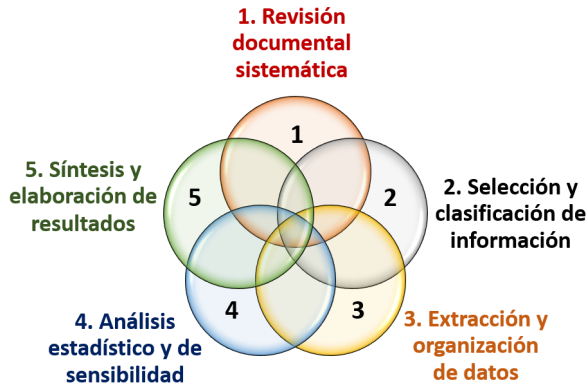 1. Revisión
documental
sistemática
1
2
3
4
5
2. Selección y
clasificación de
información
3. Extracción y
organización
de datos
4. Análisis
estadístico y de
sensibilidad
5. Síntesis y
elaboración de
resultados